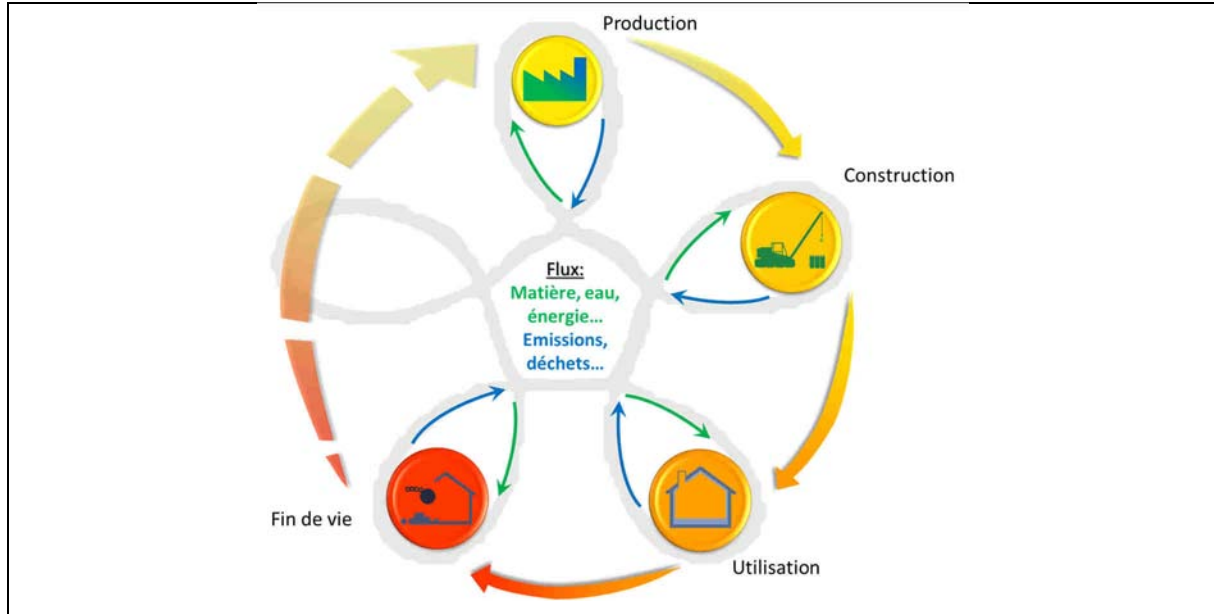 Production
Construction
Flux:
Matière, eau,
énergie...
Emissions,
déchets...
Fin de vie
Utilisation